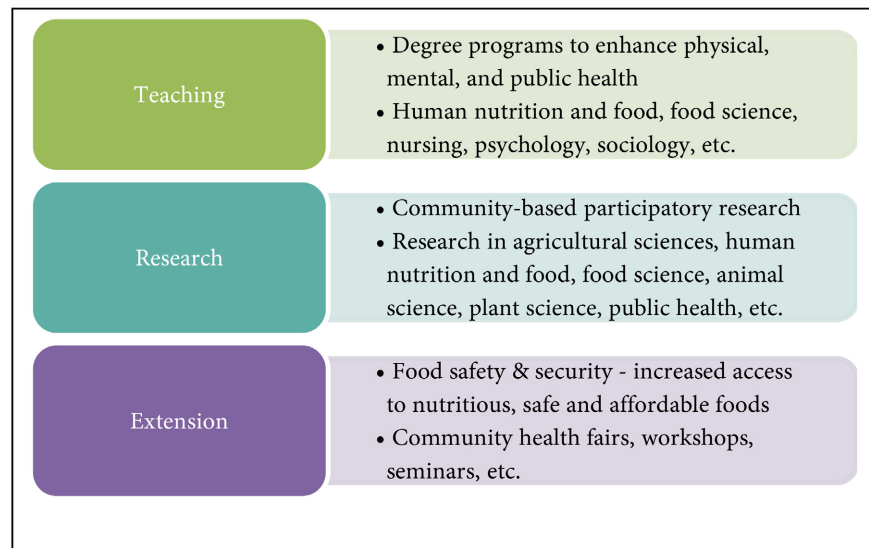 Teaching
• Degree programs to enhance physical,
mental, and public health
• Human nutrition and food, food science,
nursing, psychology, sociology, etc.
Research
• Community-based participatory research
• Research in agricultural sciences, human
nutrition and food, food science, animal
science, plant science, public health, etc.
Extension
• Food safety & security - increased access
to nutritious, safe and affordable foods
• Community health fairs, workshops,
seminars, etc.